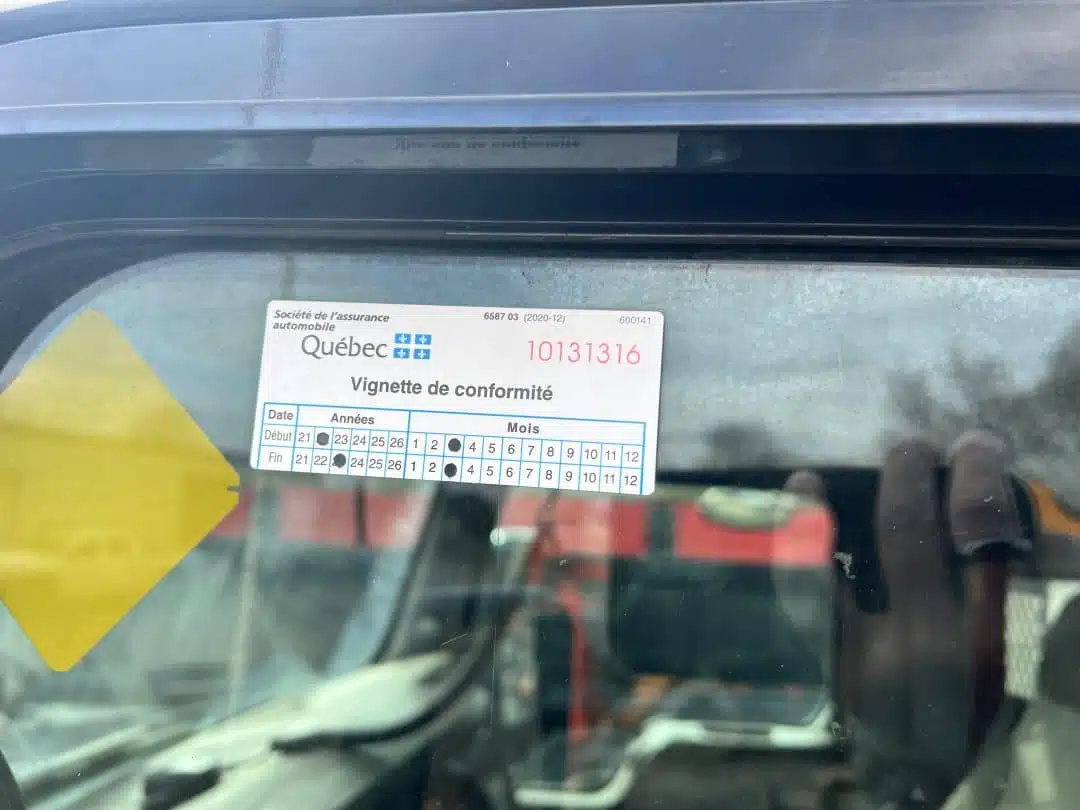 Société de l'assurance
automobile
Québec
6587 03 (2020-12)
600141
10131316
Vignette de conformité
Date Années Mois
Début 21 23 24 25 26 1 2 4 5 6 7 8 9 10 11 12
Fin 21 22 24 25 26 1 2 4 5 6 7 8 9 10 11 12